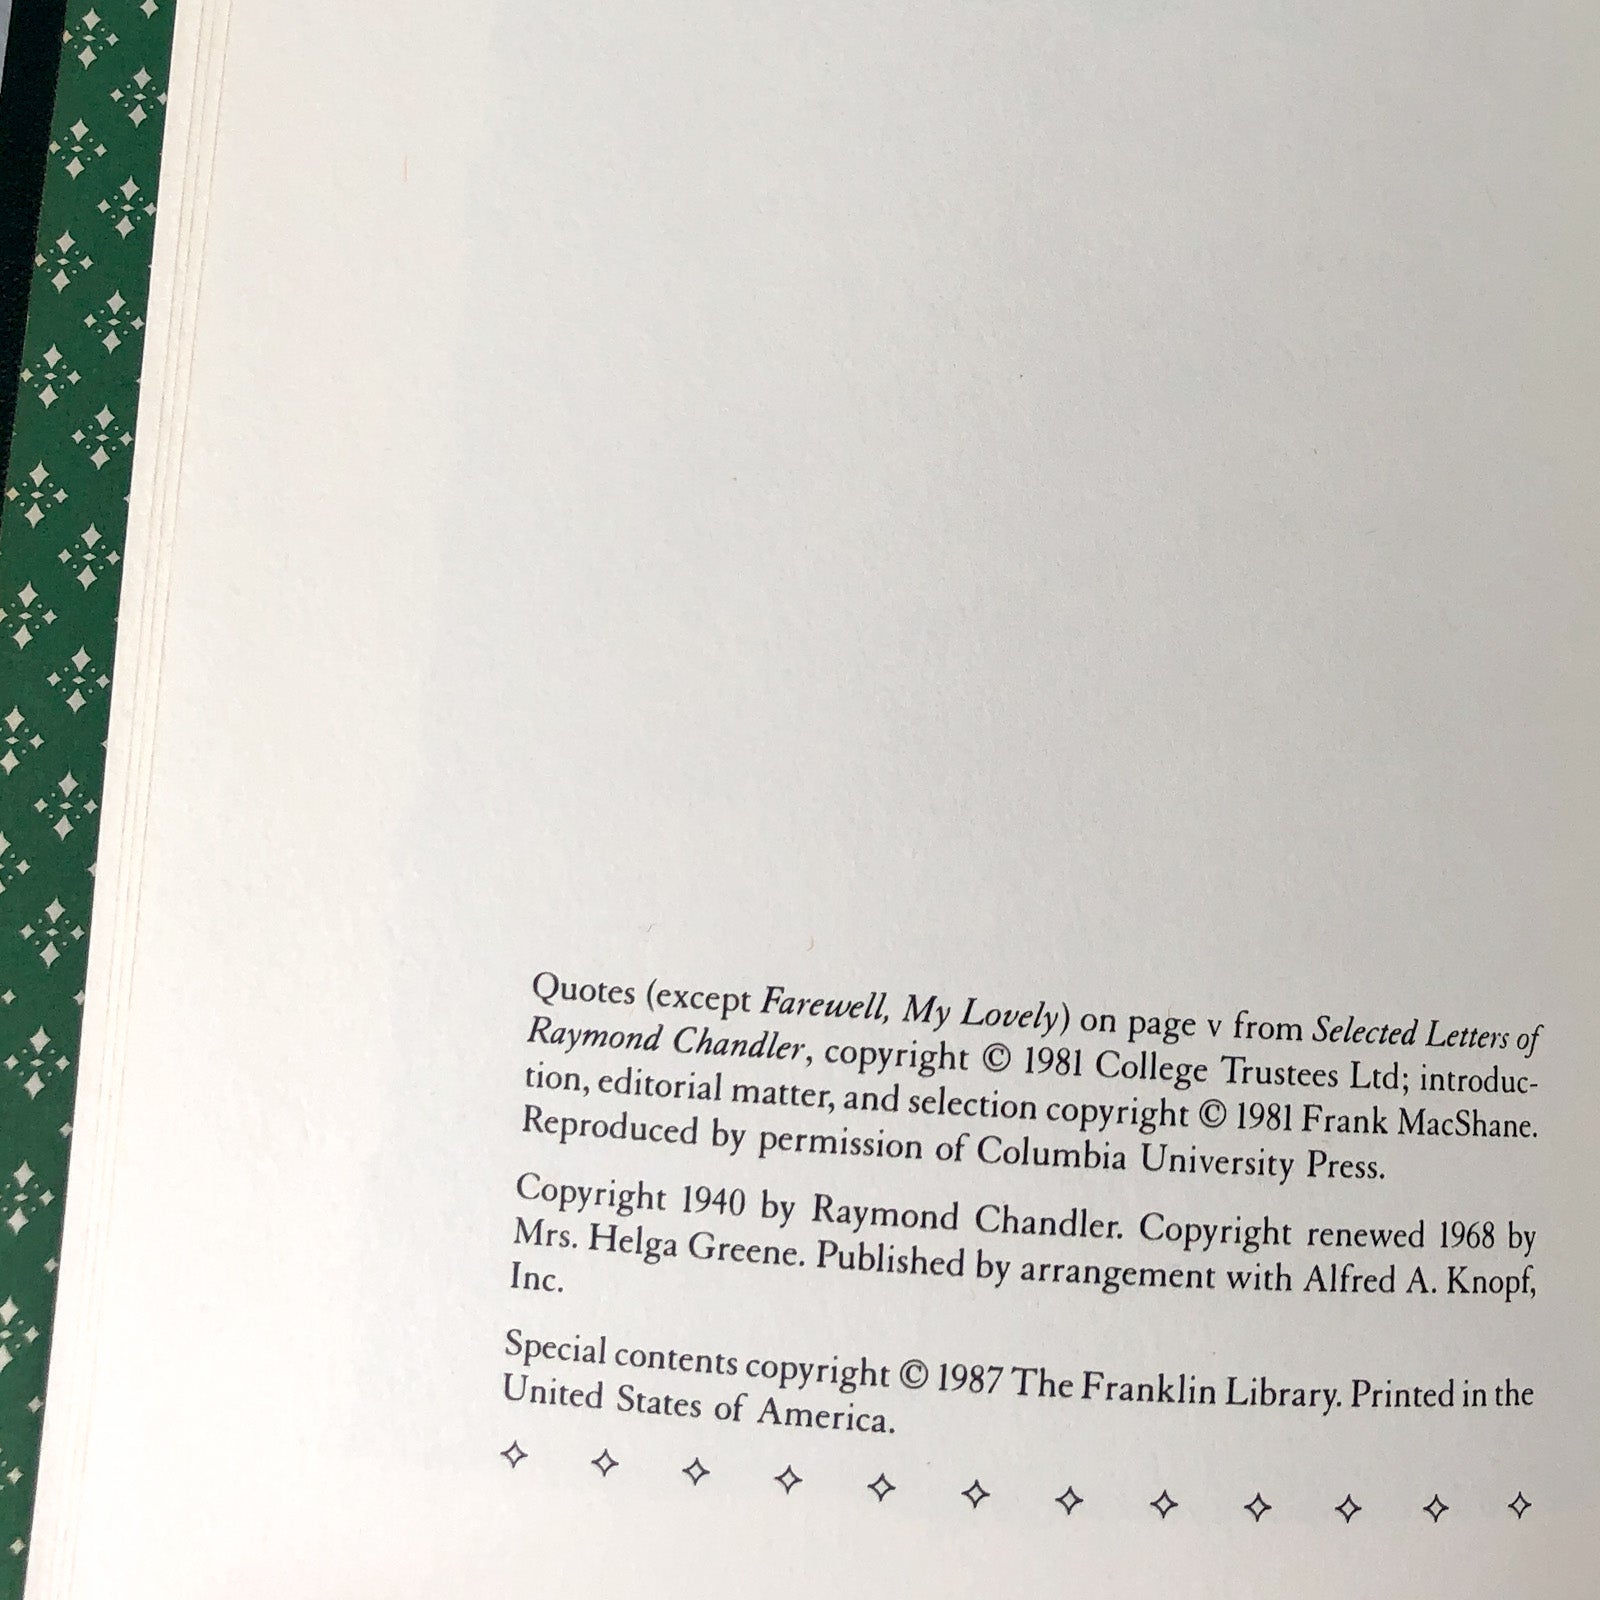 Quotes (except Farewell, My Lovely) on page v from Selected Letters of
Raymond Chandler, copyright © 1981 College Trustees Ltd; introduc-
tion, editorial matter, and selection copyright © 1981 Frank MacShane.
Reproduced by permission of Columbia University Press.
Copyright 1940 by Raymond Chandler. Copyright renewed 1968 by
Mrs. Helga Greene. Published by arrangement with Alfred A. Knopf,
Inc.
Special contents copyright © 1987 The Franklin Library. Printed in the
United States of America.